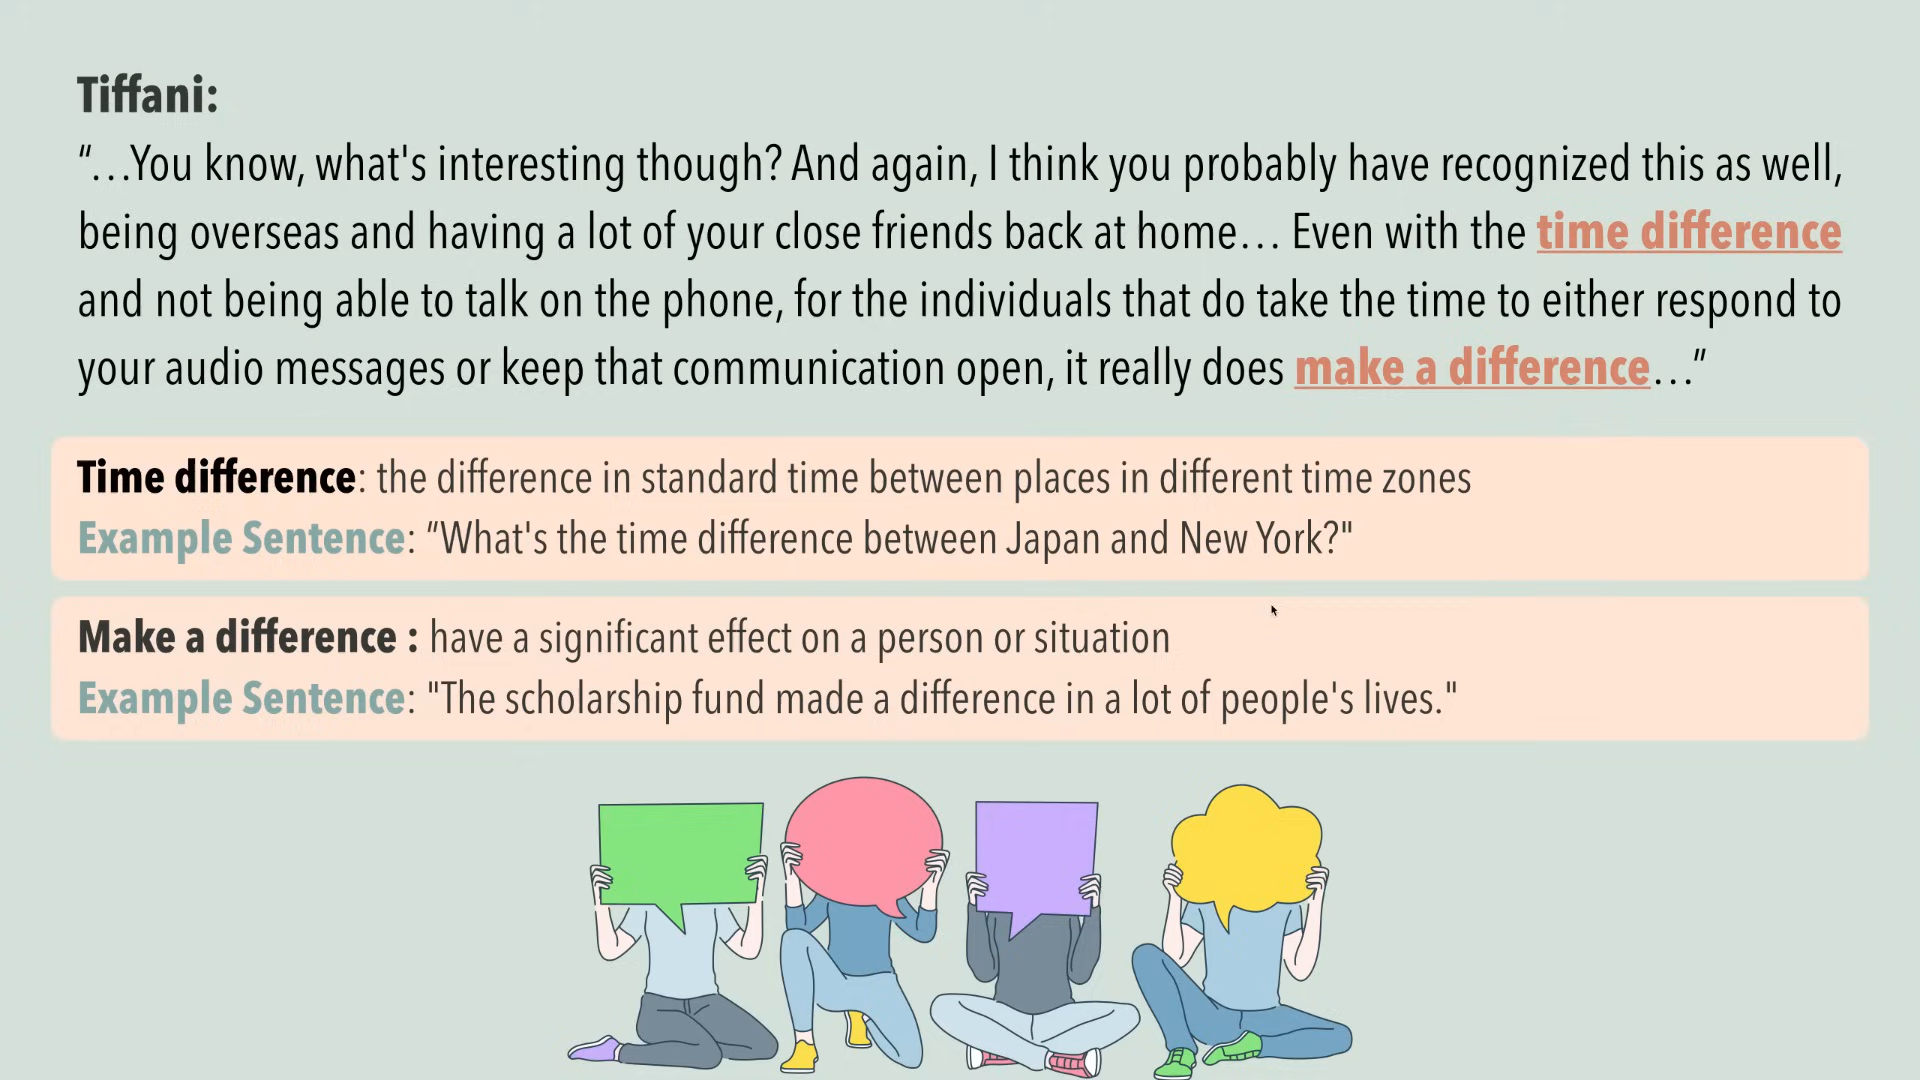 Tiffani:
“…You know, what's interesting though? And again, I think you probably have recognized this as well,
being overseas and having a lot of your close friends back at home… Even with the time difference
and not being able to talk on the phone, for the individuals that do take the time to either respond to
your audio messages or keep that communication open, it really does make a difference…”
Time difference: the difference in standard time between places in different time zones
Example Sentence: “What's the time difference between Japan and New York?"
Make a difference : have a significant effect on a person or situation
Example Sentence: "The scholarship fund made a difference in a lot of people's lives."